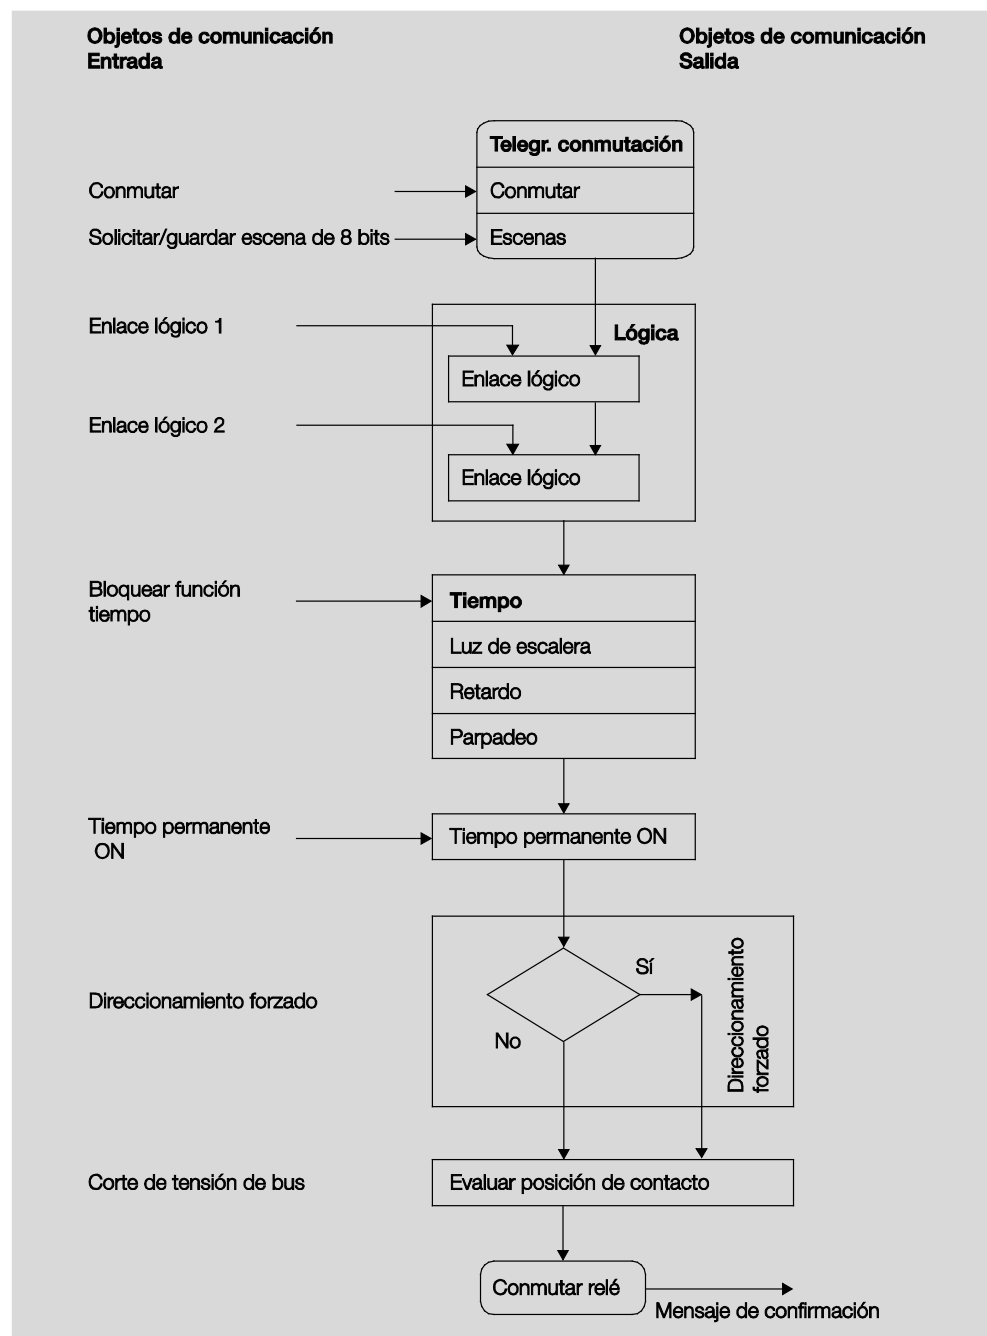 Objetos de comunicación
Entrada
Objetos de comunicación
Salida
Telegr. conmutación
Conmutar
Conmutar
Solicitar/guardar escena de 8 bits
Escenas
Enlace lógico 1
Lógica
Enlace lógico
Enlace lógico 2
Enlace lógico
Bloquear función
tiempo
Tiempo
Luz de escalera
Retardo
Parpadeo
Tiempo permanente
ON
Tiempo permanente ON
Sí
Direccionamiento
forzado
Direccionamiento forzado
No
Corte de tensión de bus
Evaluar posición de contacto
Conmutar relé
Mensaje de confirmación